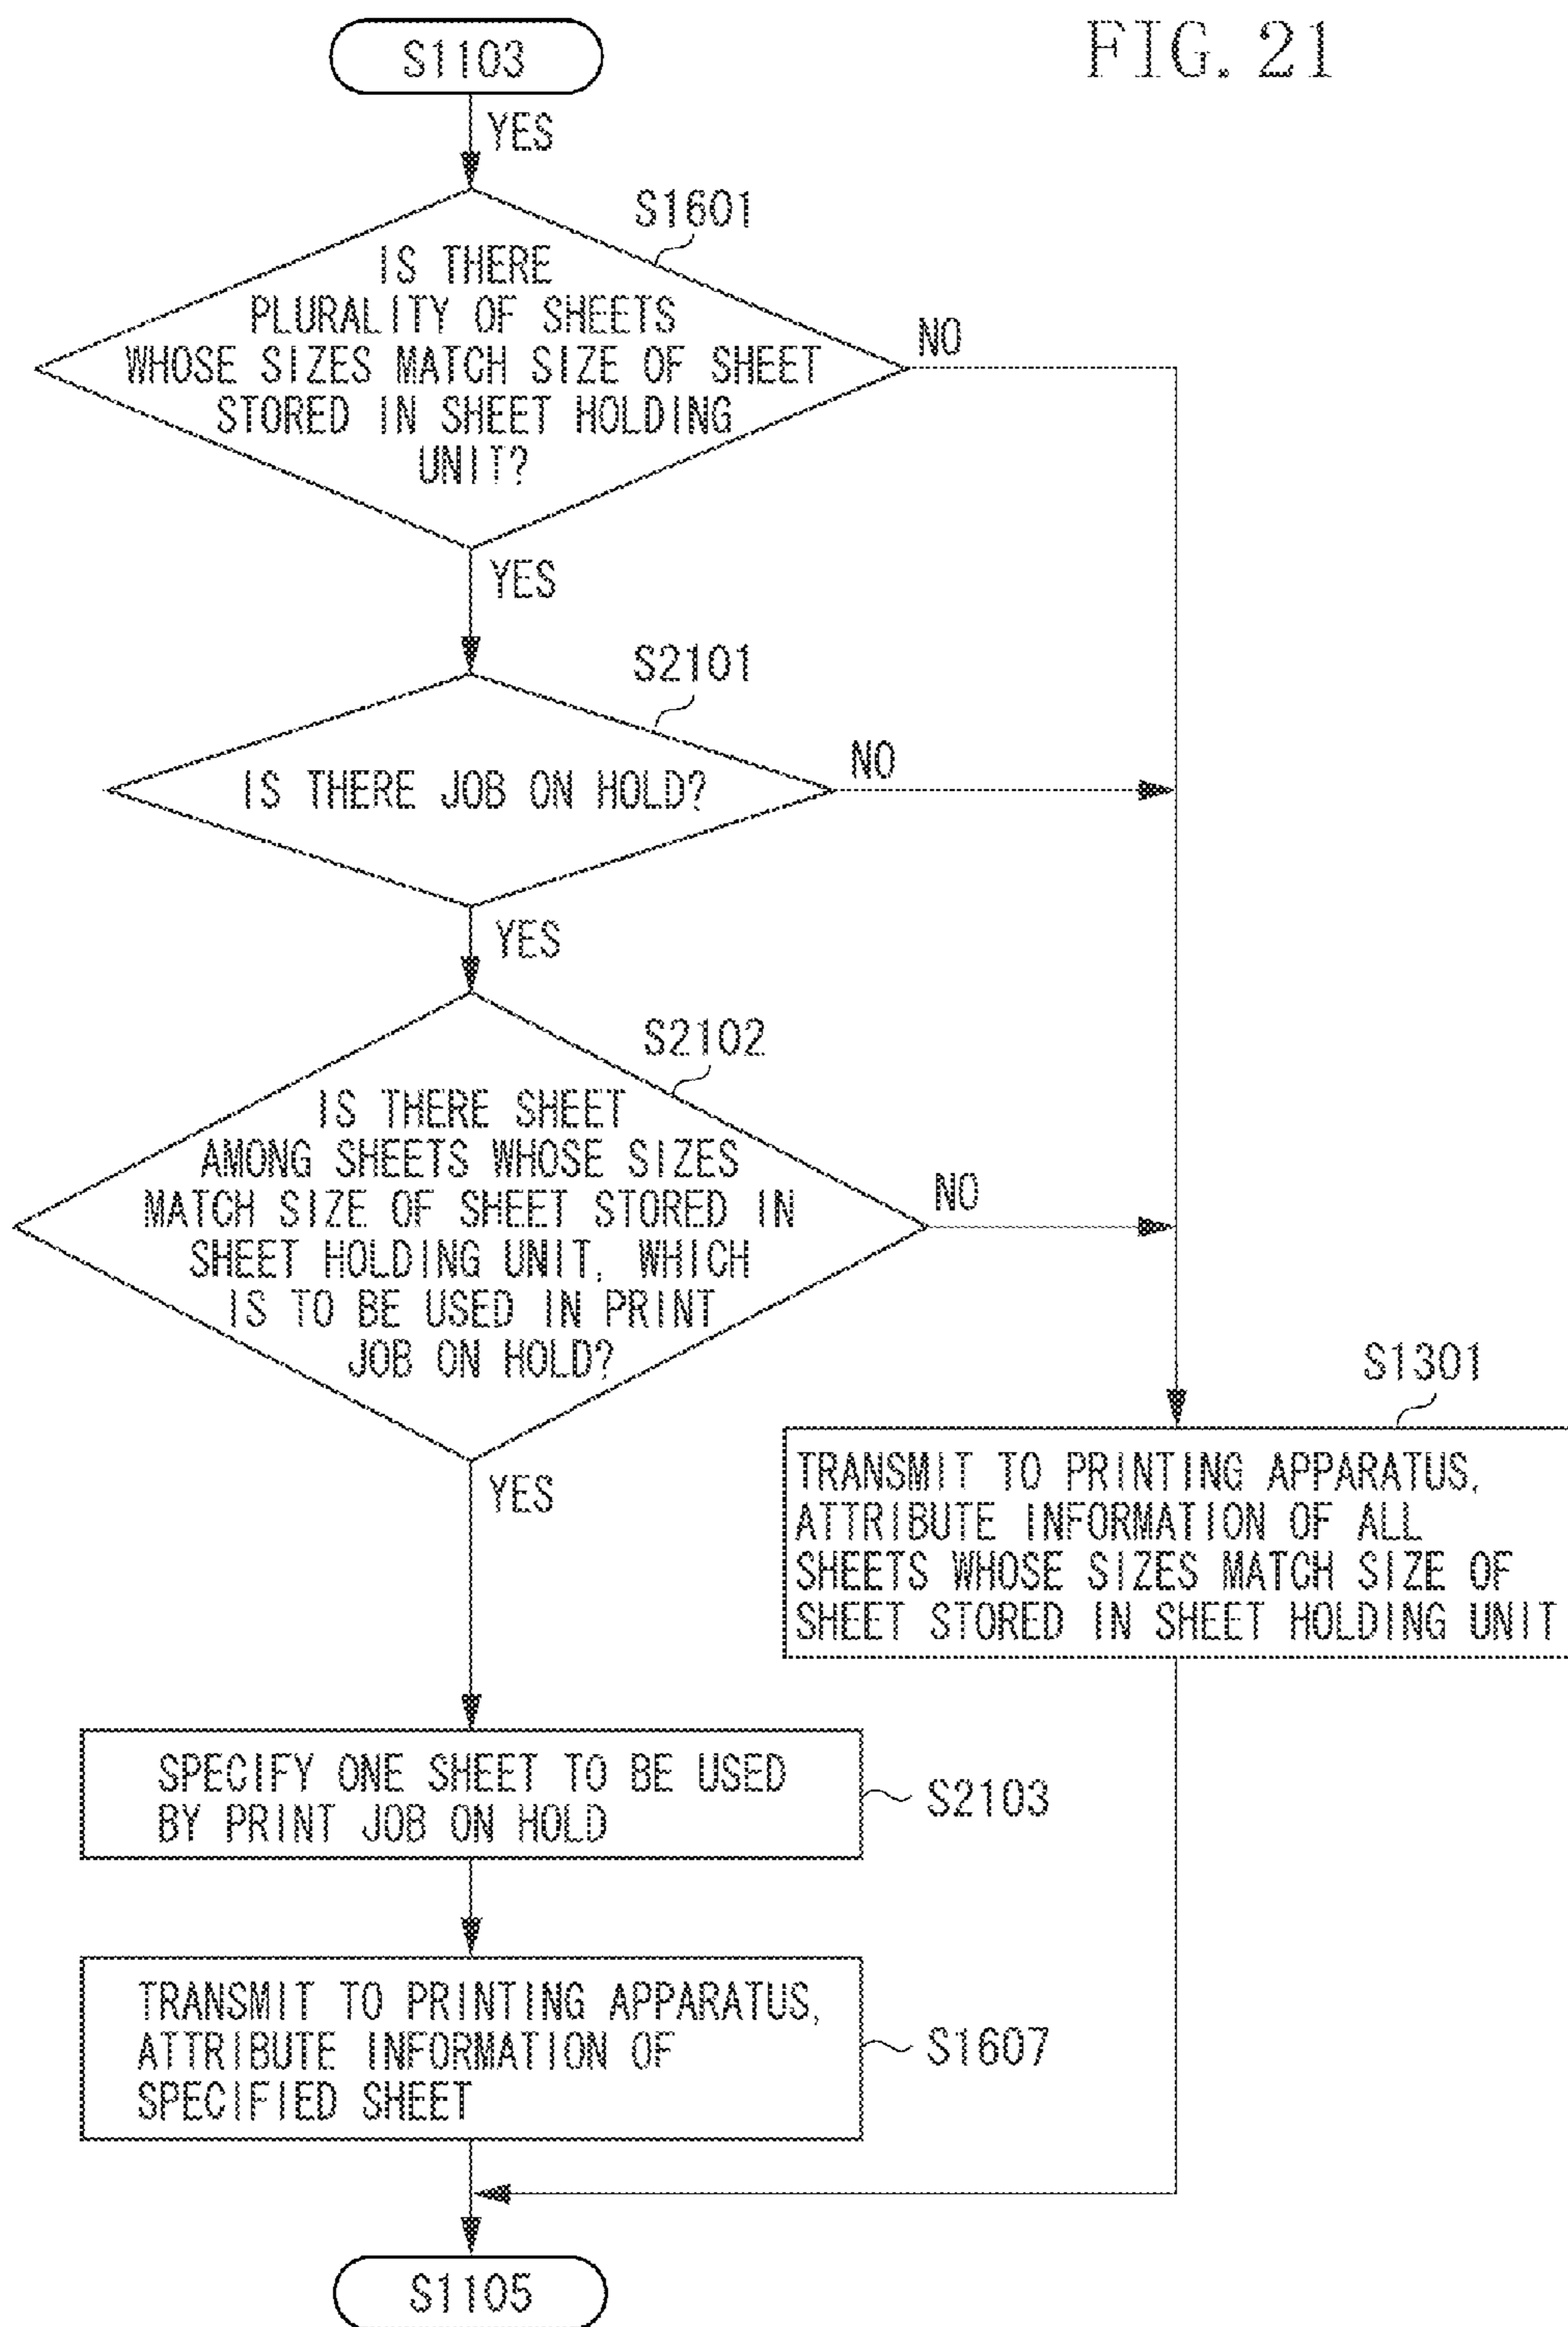 FIG. 21
S1103
YES
S1601
IS THERE
PLURALITY OF SHEETS
WHOSE SIZES MATCH SIZE OF SHEET
STORED IN SHEET HOLDING
UNIT?
NO
YES
S2101
IS THERE JOB ON HOLD?
NO
YES
S2102
IS THERE SHEET
AMONG SHEETS WHOSE SIZES
MATCH SIZE OF SHEET STORED IN
SHEET HOLDING UNIT, WHICH
IS TO BE USED IN PRINT
JOB ON HOLD?
NO
YES
S1301
TRANSMIT TO PRINTING APPARATUS,
ATTRIBUTE INFORMATION OF ALL
SHEETS WHOSE SIZES MATCH SIZE OF
SHEET STORED IN SHEET HOLDING UNIT
SPECIFY ONE SHEET TO BE USED
BY PRINT JOB ON HOLD
S2103
TRANSMIT TO PRINTING APPARATUS,
ATTRIBUTE INFORMATION OF
SPECIFIED SHEET
S1607
S1105